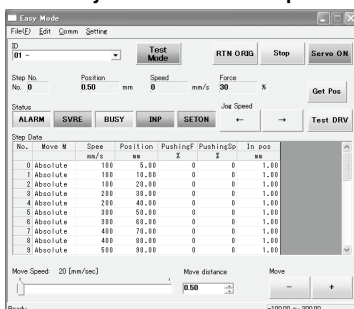 Easy Mode
File(F) Edit Comm Setting
ID
01 -
Test Mode
RTN ORIG
Stop
Servo ON
Step No. Position Speed Force
No. 0 0.50 mm 0 mm/s 30 %
Get Pos
Status
Jog Speed
ALARM SVRE BUSY INP SETON ← → Test DRV
Step Data
No. Move M Spee Position PushingF PushingSp In pos
mm/s mm % % mm
0 Absolute 100 5.00 0 0 1.00
1 Absolute 100 10.00 0 0 1.00
2 Absolute 100 20.00 0 0 1.00
3 Absolute 200 30.00 0 0 1.00
4 Absolute 200 40.00 0 0 1.00
5 Absolute 300 50.00 0 0 1.00
6 Absolute 300 60.00 0 0 1.00
7 Absolute 400 70.00 0 0 1.00
8 Absolute 400 80.00 0 0 1.00
9 Absolute 500 90.00 0 0 1.00
Move Speed: 20 [mm/sec]
Move distance
Move
0.50
- +